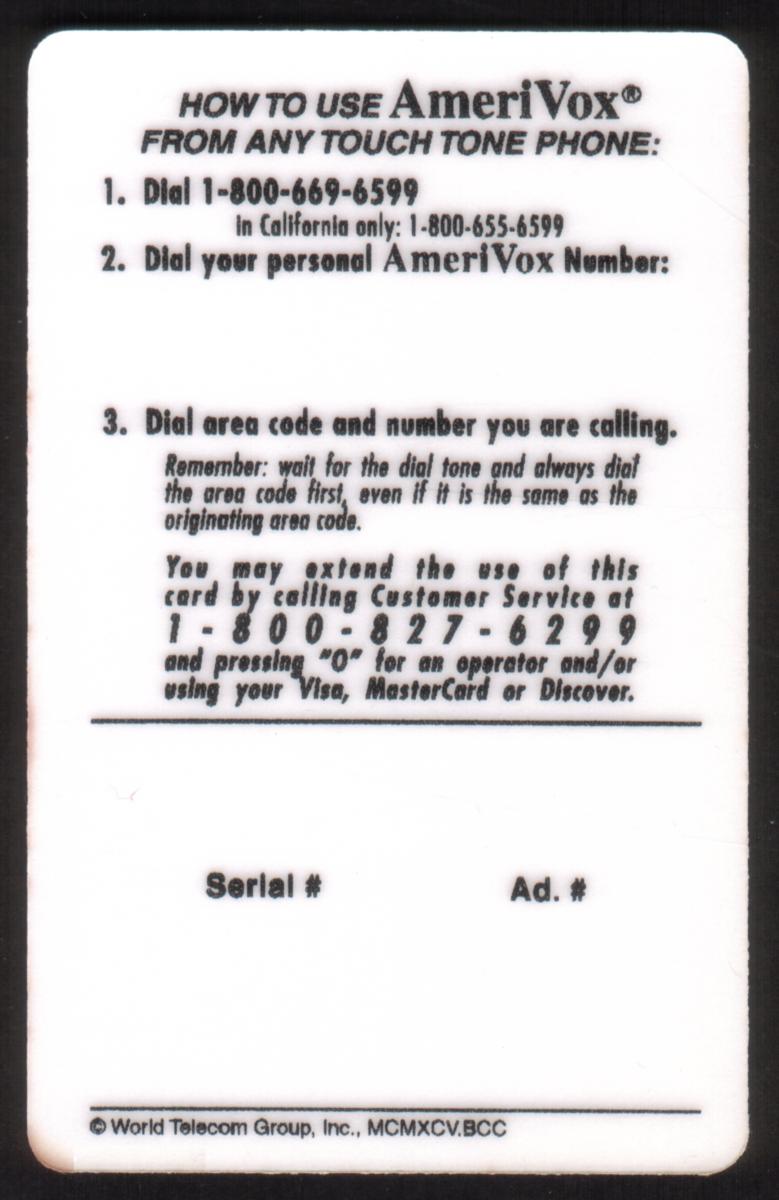 HOW TO USE AmeriVox®
FROM ANY TOUCH TONE PHONE:
1. Dial 1-800-669-6599
in California only: 1-800-655-6599
2. Dial your personal AmeriVox Number:
3. Dial area code and number you are calling.
Remember: wait for the dial tone and always dial
the area code first, even if it is the same as the
originating area code.
You may extend the use of this
card by calling Customer Service at
1-800-827-6299
and pressing "0" for an operator and/or
using your Visa, MasterCard or Discover.
Serial # Ad. #
© World Telecom Group, Inc., MCMXCV.BCC